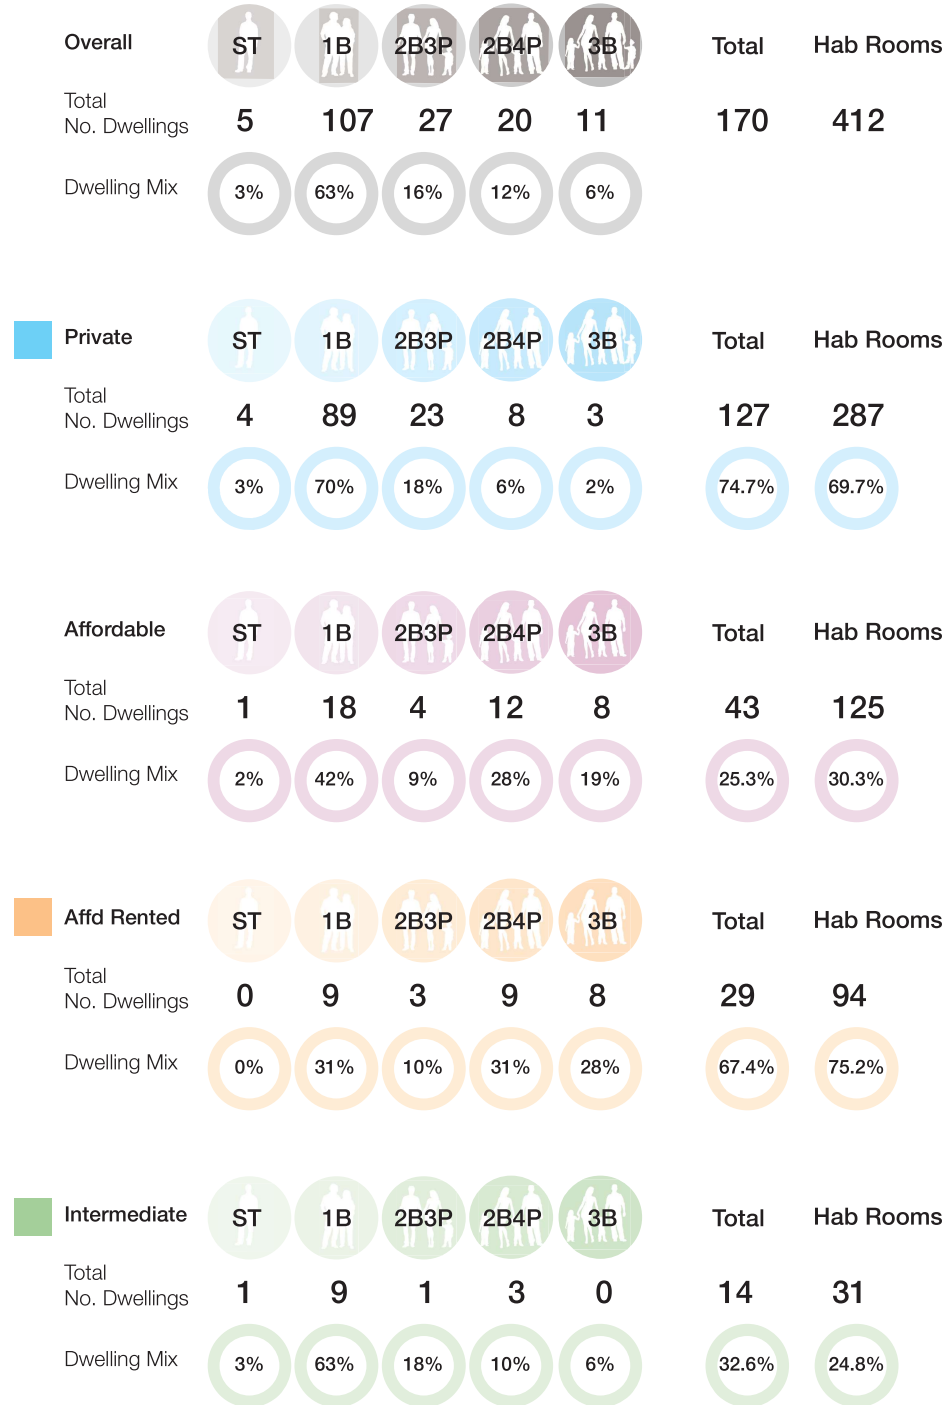 Overall ST 1B 2B3P 2B4P 3B Total Hab Rooms
Total
No. Dwellings 5 107 27 20 11 170 412
Dwelling Mix 3% 63% 16% 12% 6%
Private ST 1B 2B3P 2B4P 3B Total Hab Rooms
Total
No. Dwellings 4 89 23 8 3 127 287
Dwelling Mix 3% 70% 18% 6% 2% 74.7% 69.7%
Affordable ST 1B 2B3P 2B4P 3B Total Hab Rooms
Total
No. Dwellings 1 18 4 12 8 43 125
Dwelling Mix 2% 42% 9% 28% 19% 25.3% 30.3%
Affd Rented ST 1B 2B3P 2B4P 3B Total Hab Rooms
Total
No. Dwellings 0 9 3 9 8 29 94
Dwelling Mix 0% 31% 10% 31% 28% 67.4% 75.2%
Intermediate ST 1B 2B3P 2B4P 3B Total Hab Rooms
Total
No. Dwellings 1 9 1 3 0 14 31
Dwelling Mix 3% 63% 18% 10% 6% 32.6% 24.8%